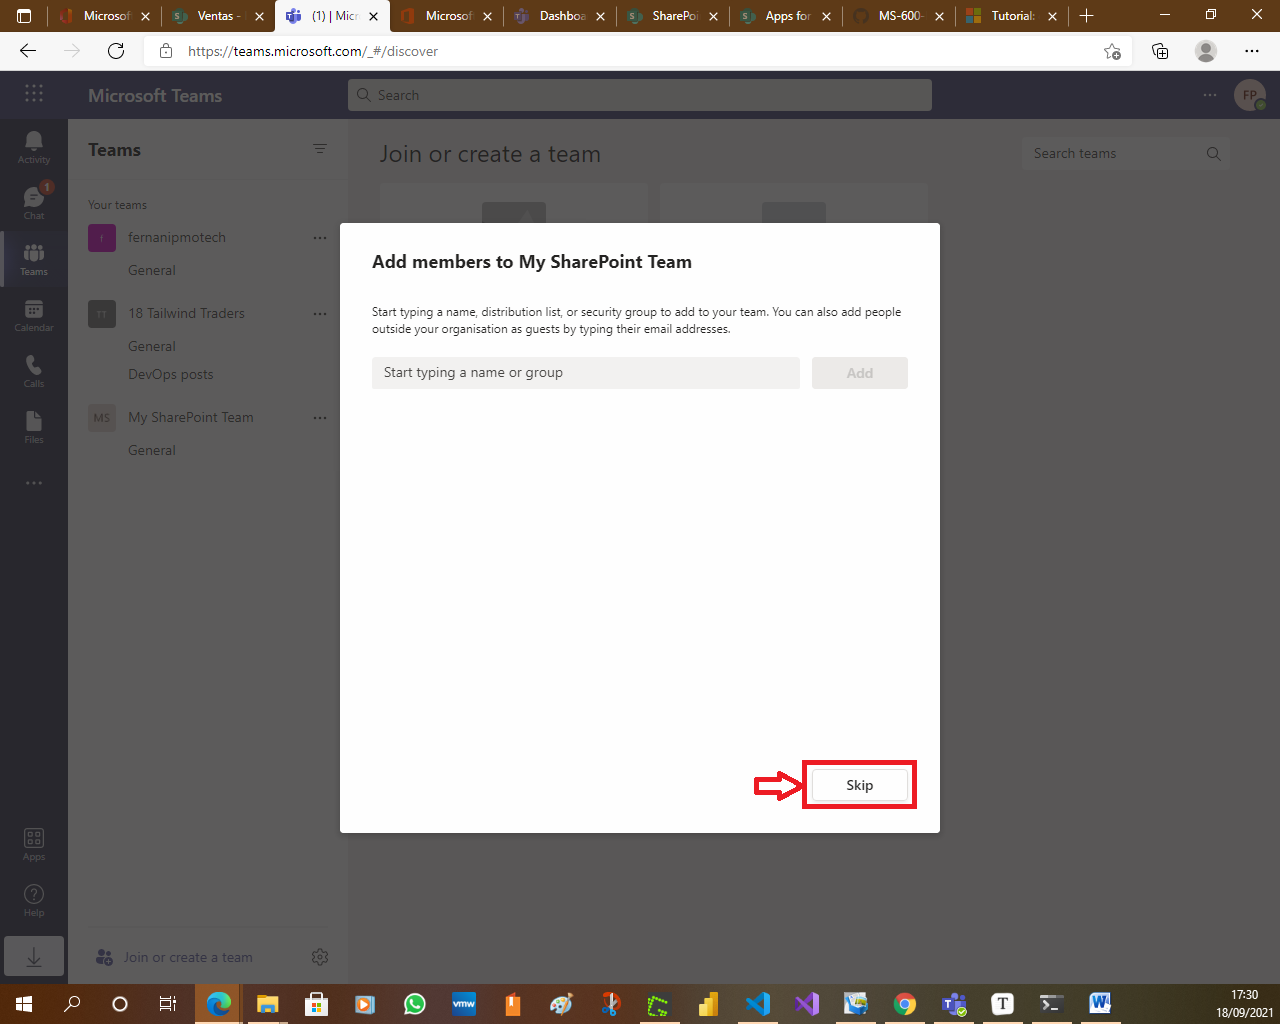 Microsof
Ventas -
(1) | Micr
Microsof
Dashboa
SharePoi
Apps for
MS-600-
Tutorial:
https://teams.microsoft.com/_#/discover
Microsoft Teams
Search
FP
Activity
1
Chat
Teams
Calendar
Calls
Files
Apps
Help
Teams
Your teams
f
fernanipmotech
General
TT
18 Tailwind Traders
General
DevOps posts
MS
My SharePoint Team
General
Join or create a team
Join or create a team
Search teams
Add members to My SharePoint Team
Start typing a name, distribution list, or security group to add to your team. You can also add people
outside your organisation as guests by typing their email addresses.
Start typing a name or group
Add
Skip
vmw
T
17:30
18/09/2021